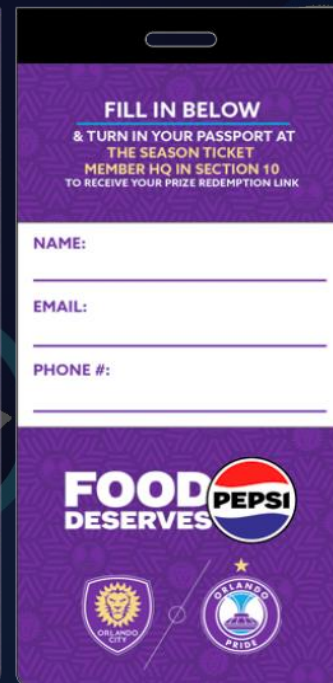 FILL IN BELOW
& TURN IN YOUR PASSPORT AT
THE SEASON TICKET
MEMBER HQ IN SECTION 10
TO RECEIVE YOUR PRIZE REDEMPTION LINK
NAME:
EMAIL:
PHONE #:
FOOD
DESERVES
PEPSI
ORLANDO
CITY
ORLANDO
PRIDE